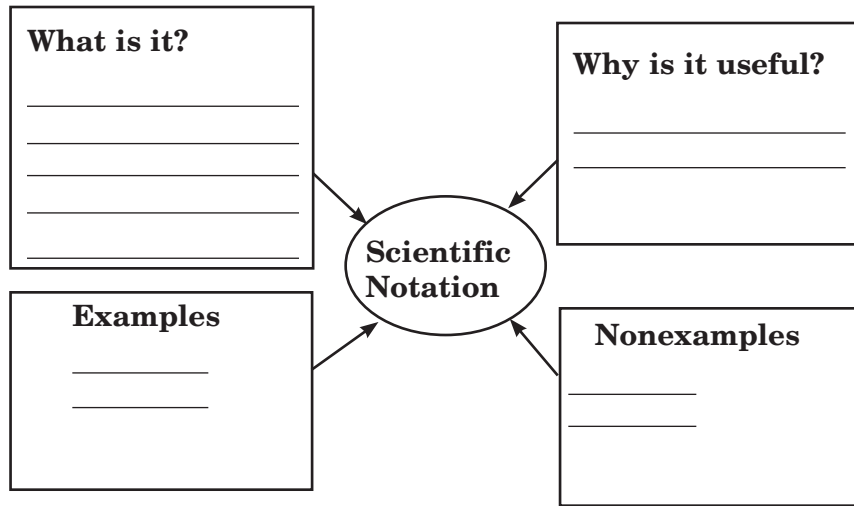 What is it?
Why is it useful?
Scientific
Notation
Examples
Nonexamples